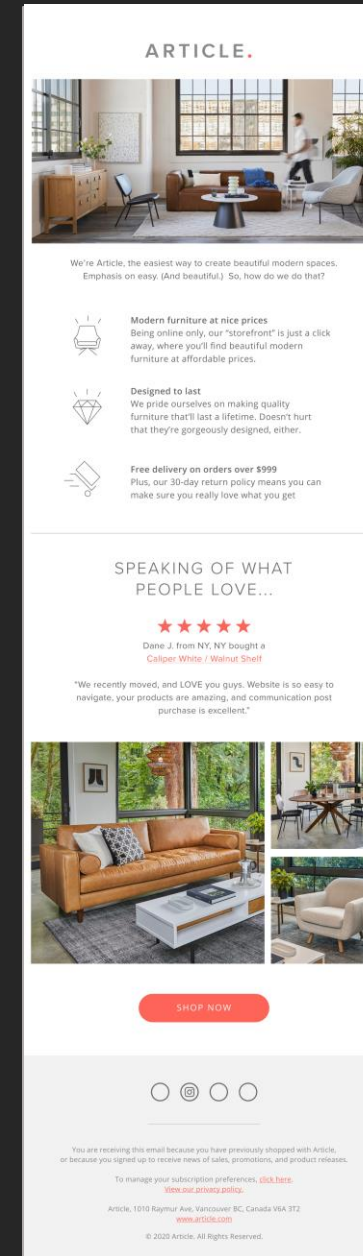 ARTICLE.
We're Article, the easiest way to create beautiful modern spaces.
Emphasis on easy. (And beautiful.) So, how do we do that?
Modern furniture at nice prices
Being online only, our "storefront" is just a click
away, where you'll find beautiful modern
furniture at affordable prices.
Designed to last
We pride ourselves on making quality
furniture that'll last a lifetime. Doesn't hurt
that they're gorgeously designed, either.
Free delivery on orders over $999
Plus, our 30-day return policy means you can
make sure you really love what you get
SPEAKING OF WHAT
PEOPLE LOVE...
Dane J. from NY, NY bought a
Caliper White / Walnut Shelf
"We recently moved, and LOVE you guys. Website is so easy to
navigate, your products are amazing, and communication post
purchase is excellent."
SHOP NOW
You are receiving this email because you have previously shopped with Article,
or because you signed up to receive news of sales, promotions, and product releases.
To manage your subscription preferences, click here.
View our privacy policy.
Article, 1010 Raymur Ave, Vancouver BC, Canada V6A 3T2
www.article.com
© 2020 Article. All Rights Reserved.